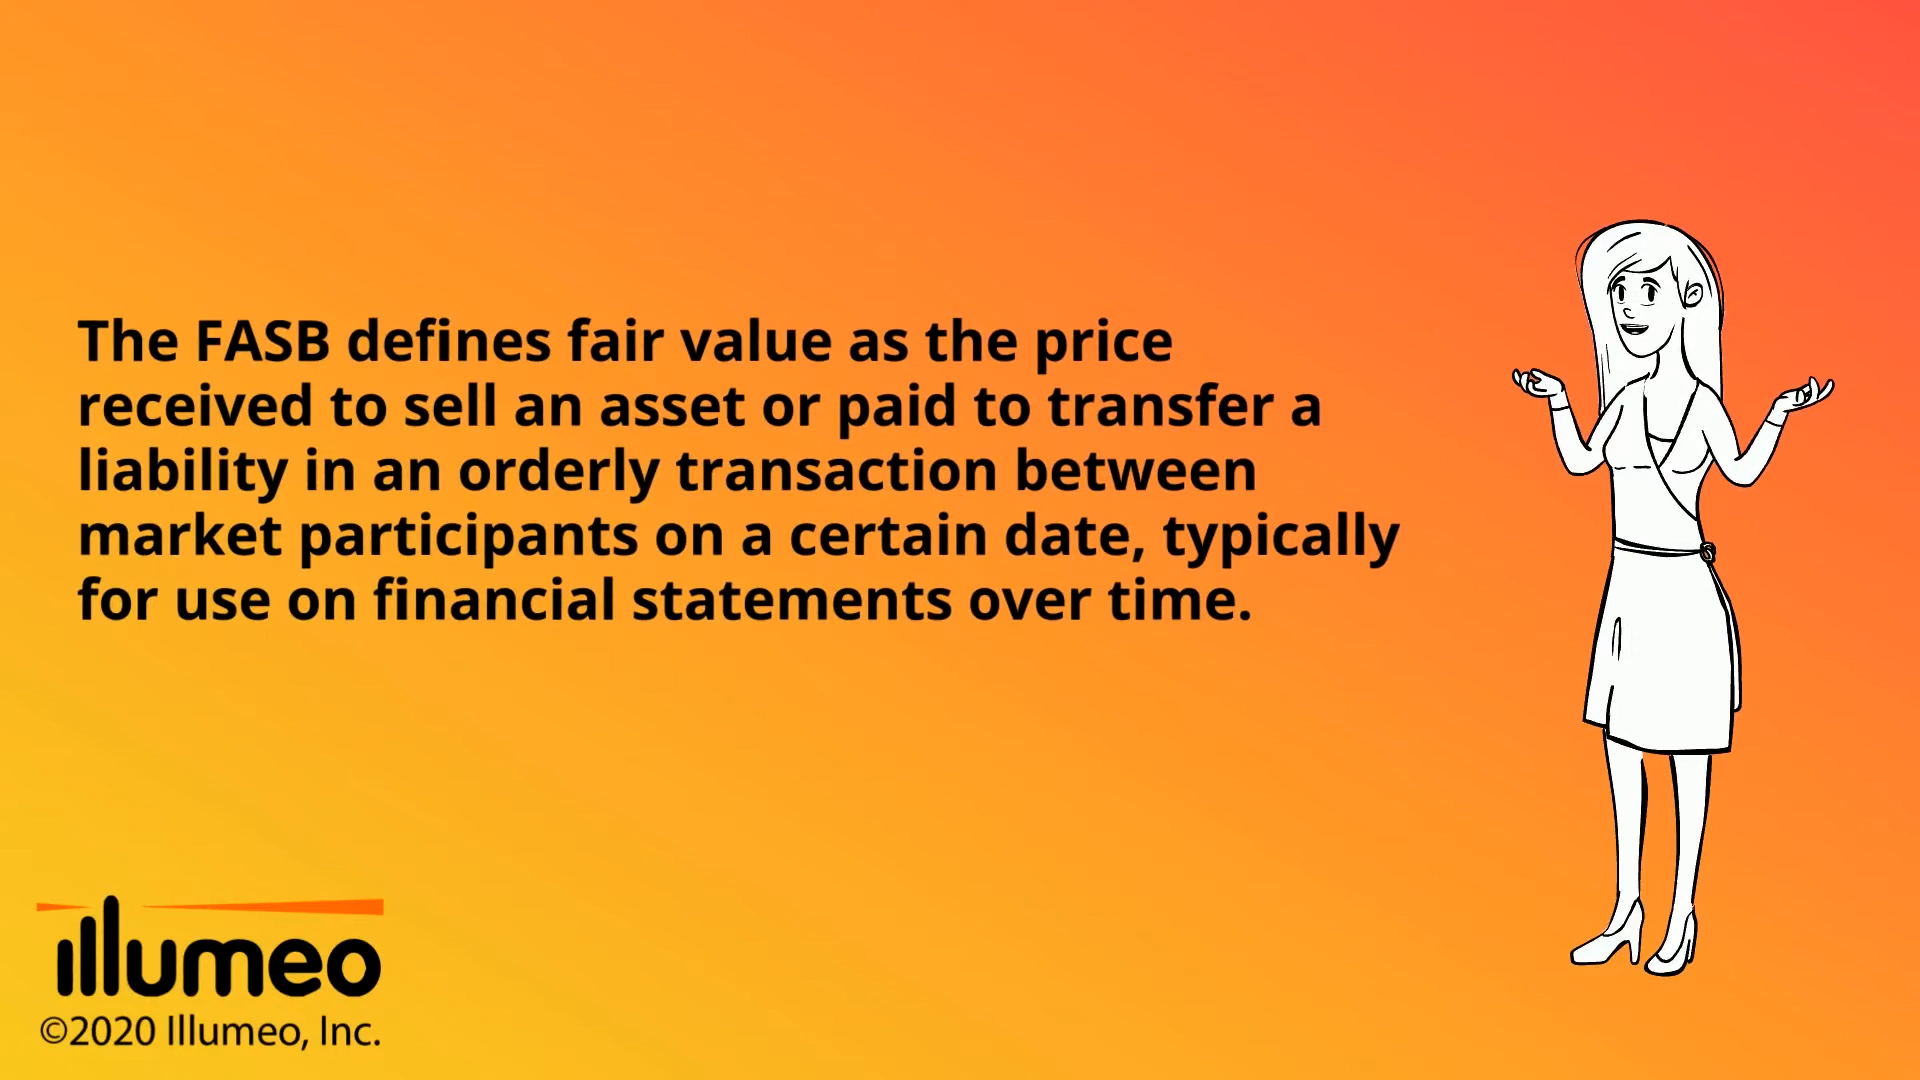 The FASB defines fair value as the price
received to sell an asset or paid to transfer a
liability in an orderly transaction between
market participants on a certain date, typically
for use on financial statements over time.
illumeo
©2020 Illumeo, Inc.